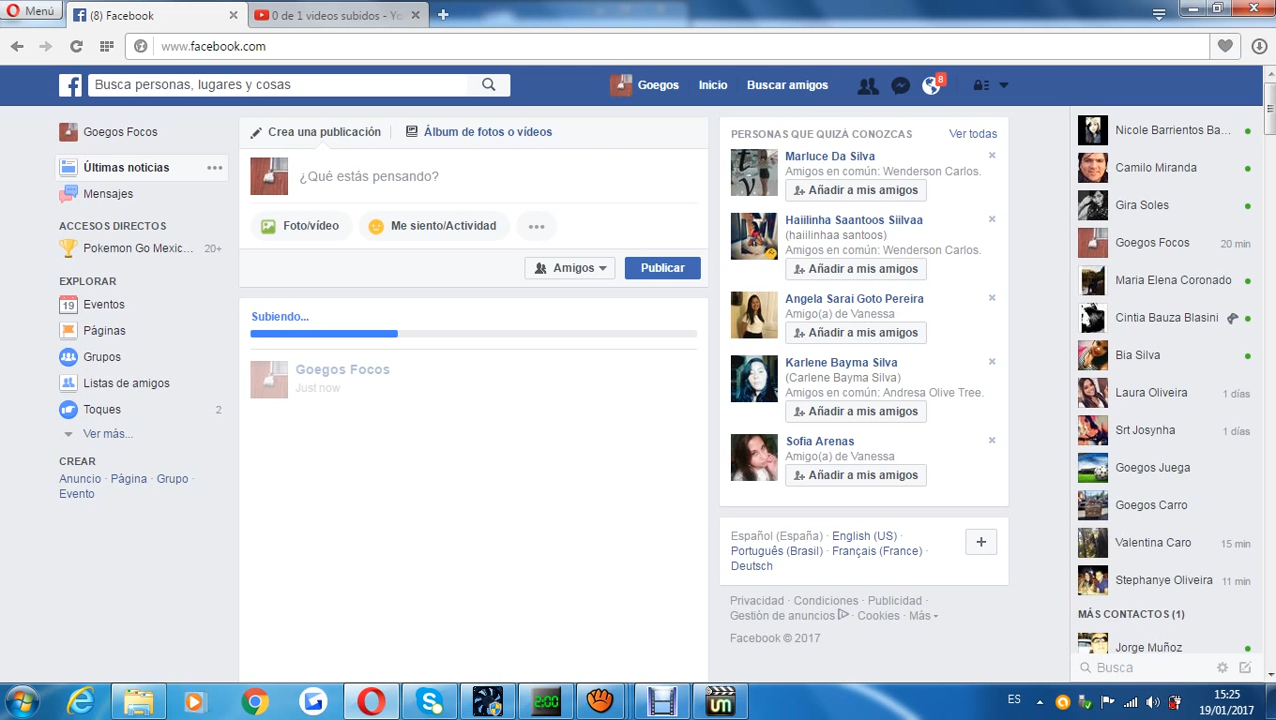 Menú
(8) Facebook
0 de 1 videos subidos - Yo
www.facebook.com
Busca personas, lugares y cosas
Goegos
Inicio
Buscar amigos
8
Goegos Focos
Últimas noticias
Mensajes
ACCESOS DIRECTOS
Pokemon Go Mexic... 20+
EXPLORAR
19 Eventos
Páginas
Grupos
Listas de amigos
Toques 2
Ver más...
CREAR
Anuncio · Página · Grupo ·
Evento
Crea una publicación
Álbum de fotos o vídeos
¿Qué estás pensando?
Foto/vídeo
Me siento/Actividad
Amigos
Publicar
Subiendo...
Goegos Focos
Just now
PERSONAS QUE QUIZÁ CONOZCAS
Ver todas
Marluce Da Silva
Amigos en común: Wenderson Carlos.
Añadir a mis amigos
Haiilinha Saantoos Siilvaa
(haiilinhaa santoos)
Amigos en común: Wenderson Carlos.
Añadir a mis amigos
Angela Sarai Goto Pereira
Amigo(a) de Vanessa
Añadir a mis amigos
Karlene Bayma Silva
(Carlene Bayma Silva)
Amigos en común: Andresa Olive Tree.
Añadir a mis amigos
Sofia Arenas
Amigo(a) de Vanessa
Añadir a mis amigos
Español (España) · English (US) ·
Português (Brasil) · Français (France) ·
Deutsch
Privacidad · Condiciones · Publicidad ·
Gestión de anuncios · Cookies · Más
Facebook © 2017
Nicole Barrientos Ba...
Camilo Miranda
Gira Soles
Goegos Focos 20 min
Maria Elena Coronado
Cintia Bauza Blasini
Bia Silva
Laura Oliveira 1 días
Srt Josynha 1 días
Goegos Juega
Goegos Carro
Valentina Caro 15 min
Stephanye Oliveira 11 min
MÁS CONTACTOS (1)
Jorge Muñoz
Busca
2:00
UM
ES
15:25
19/01/2017